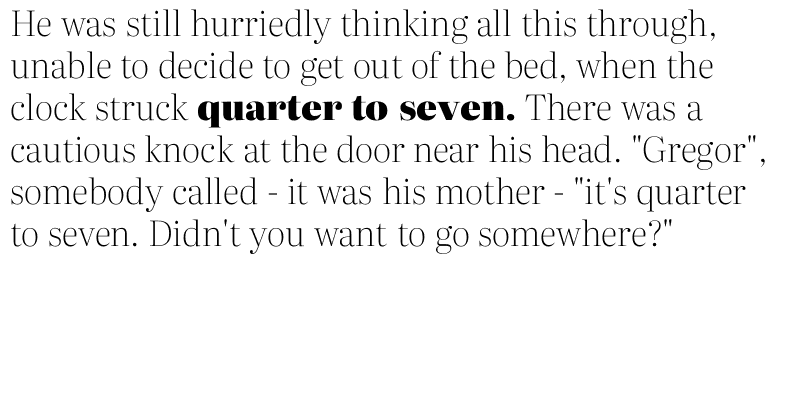 He was still hurriedly thinking all this through,
unable to decide to get out of the bed, when the
clock struck quarter to seven. There was a
cautious knock at the door near his head. "Gregor",
somebody called - it was his mother - "it's quarter
to seven. Didn't you want to go somewhere?"